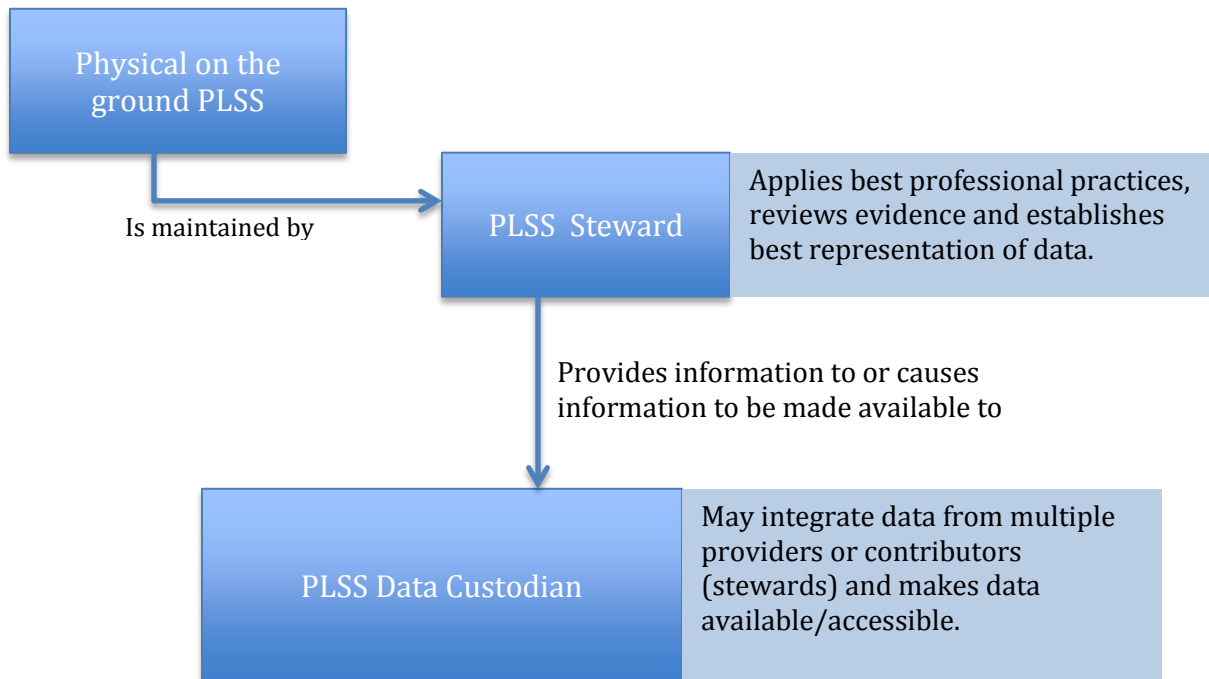 Physical on the
ground PLSS
Is maintained by
PLSS  Steward
Applies best professional practices,
reviews evidence and establishes
best representation of data.
Provides information to or causes
information to be made available to
PLSS Data Custodian
May integrate data from multiple
providers or contributors
(stewards) and makes data
available/accessible.